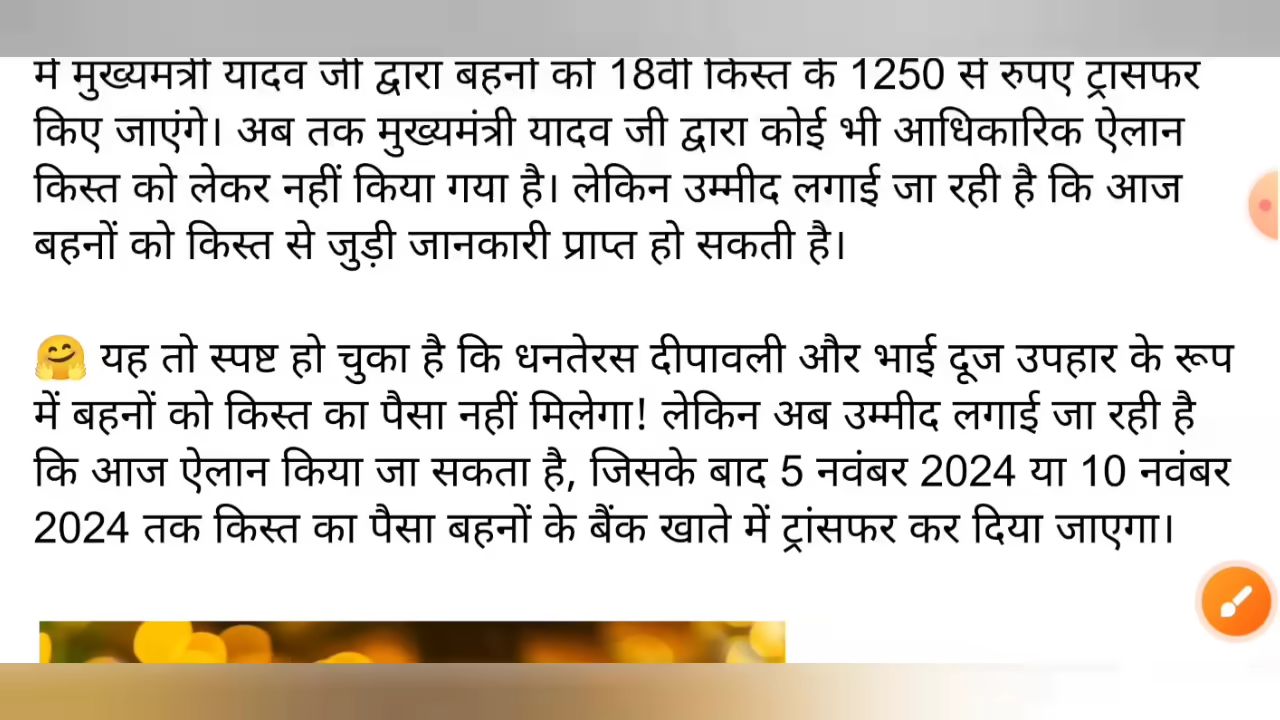 में मुख्यमंत्री यादव जी द्वारा बहनों को 18वीं किस्त के 1250 से रुपए ट्रांसफर
किए जाएंगे। अब तक मुख्यमंत्री यादव जी द्वारा कोई भी आधिकारिक ऐलान
किस्त को लेकर नहीं किया गया है। लेकिन उम्मीद लगाई जा रही है कि आज
बहनों को किस्त से जुड़ी जानकारी प्राप्त हो सकती है।
🤗 यह तो स्पष्ट हो चुका है कि धनतेरस दीपावली और भाई दूज उपहार के रूप
में बहनों को किस्त का पैसा नहीं मिलेगा! लेकिन अब उम्मीद लगाई जा रही है
कि आज ऐलान किया जा सकता है, जिसके बाद 5 नवंबर 2024 या 10 नवंबर
2024 तक किस्त का पैसा बहनों के बैंक खाते में ट्रांसफर कर दिया जाएगा।